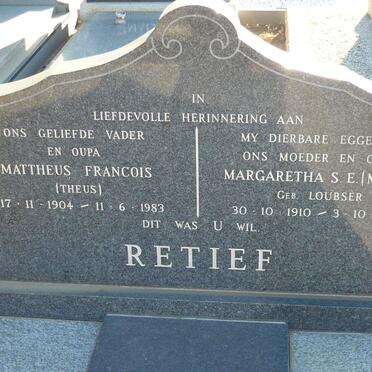 IN
LIEFDEVOLLE HERINNERING AAN
ONS GELIEFDE VADER
EN OUPA
MATTHEUS FRANCOIS
(THEUS)
17·11·1904 – 11·6·1983
MY DIERBARE
ONS MOEDER EN
MARGARETHA S.E.
GEB. LOUBSER
30·10·1910 – 3·10
DIT WAS U WIL
RETIEF